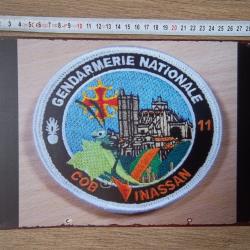 GENDARMERIE NATIONALE
11
COB VINASSAN